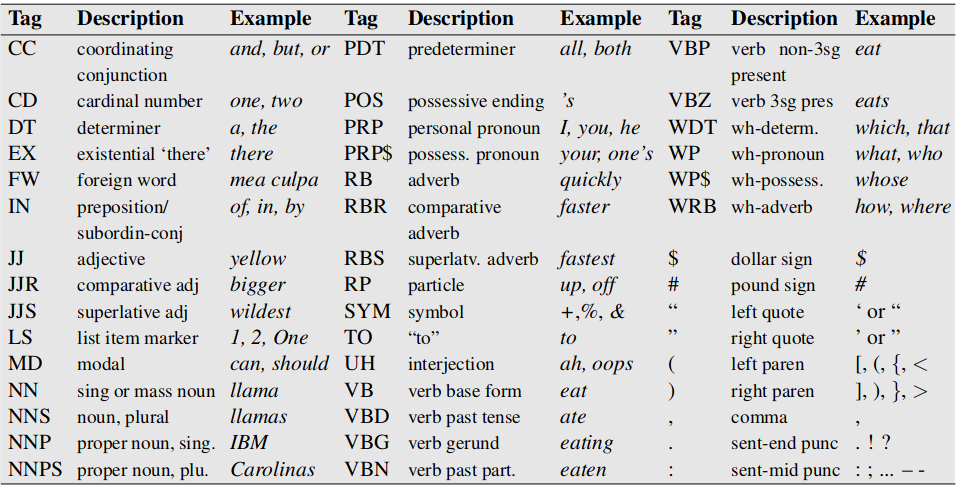 Tag Description Example Tag Description Example Tag Description Example
CC coordinating and, but, or PDT predeterminer all, both VBP verb non-3sg eat
conjunction present
CD cardinal number one, two POS possessive ending ’s VBZ verb 3sg pres eats
DT determiner a, the PRP personal pronoun I, you, he WDT wh-determ. which, that
EX existential ‘there’ there PRP$ possess. pronoun your, one’s WP wh-pronoun what, who
FW foreign word mea culpa RB adverb quickly WP$ wh-possess. whose
IN preposition/ of, in, by RBR comparative faster WRB wh-adverb how, where
subordin-conj adverb
JJ adjective yellow RBS superlatv. adverb fastest $ dollar sign $
JJR comparative adj bigger RP particle up, off # pound sign #
JJS superlative adj wildest SYM symbol +,%, & “ left quote ‘ or “
LS list item marker 1, 2, One TO “to” to ” right quote ’ or ”
MD modal can, should UH interjection ah, oops ( left paren [, (, {, <
NN sing or mass noun llama VB verb base form eat ) right paren ], ), }, >
NNS noun, plural llamas VBD verb past tense ate , comma ,
NNP proper noun, sing. IBM VBG verb gerund eating . sent-end punc . ! ?
NNPS proper noun, plu. Carolinas VBN verb past part. eaten : sent-mid punc : ; ... – -